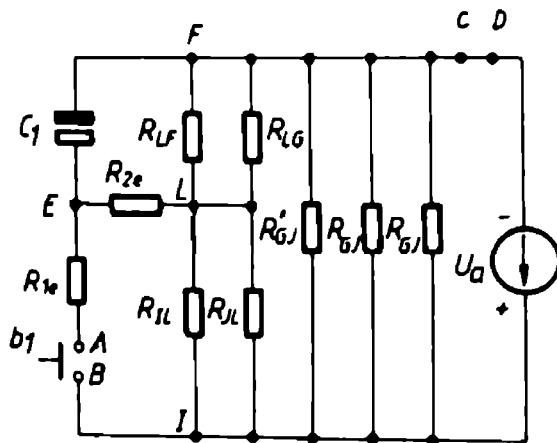 F
C D
C1
RLF
RLG
R2e
E
L
R'GJ
RGJ
RGJ
-
Ua
+
R1e
RIL
RJL
b1
A
B
I